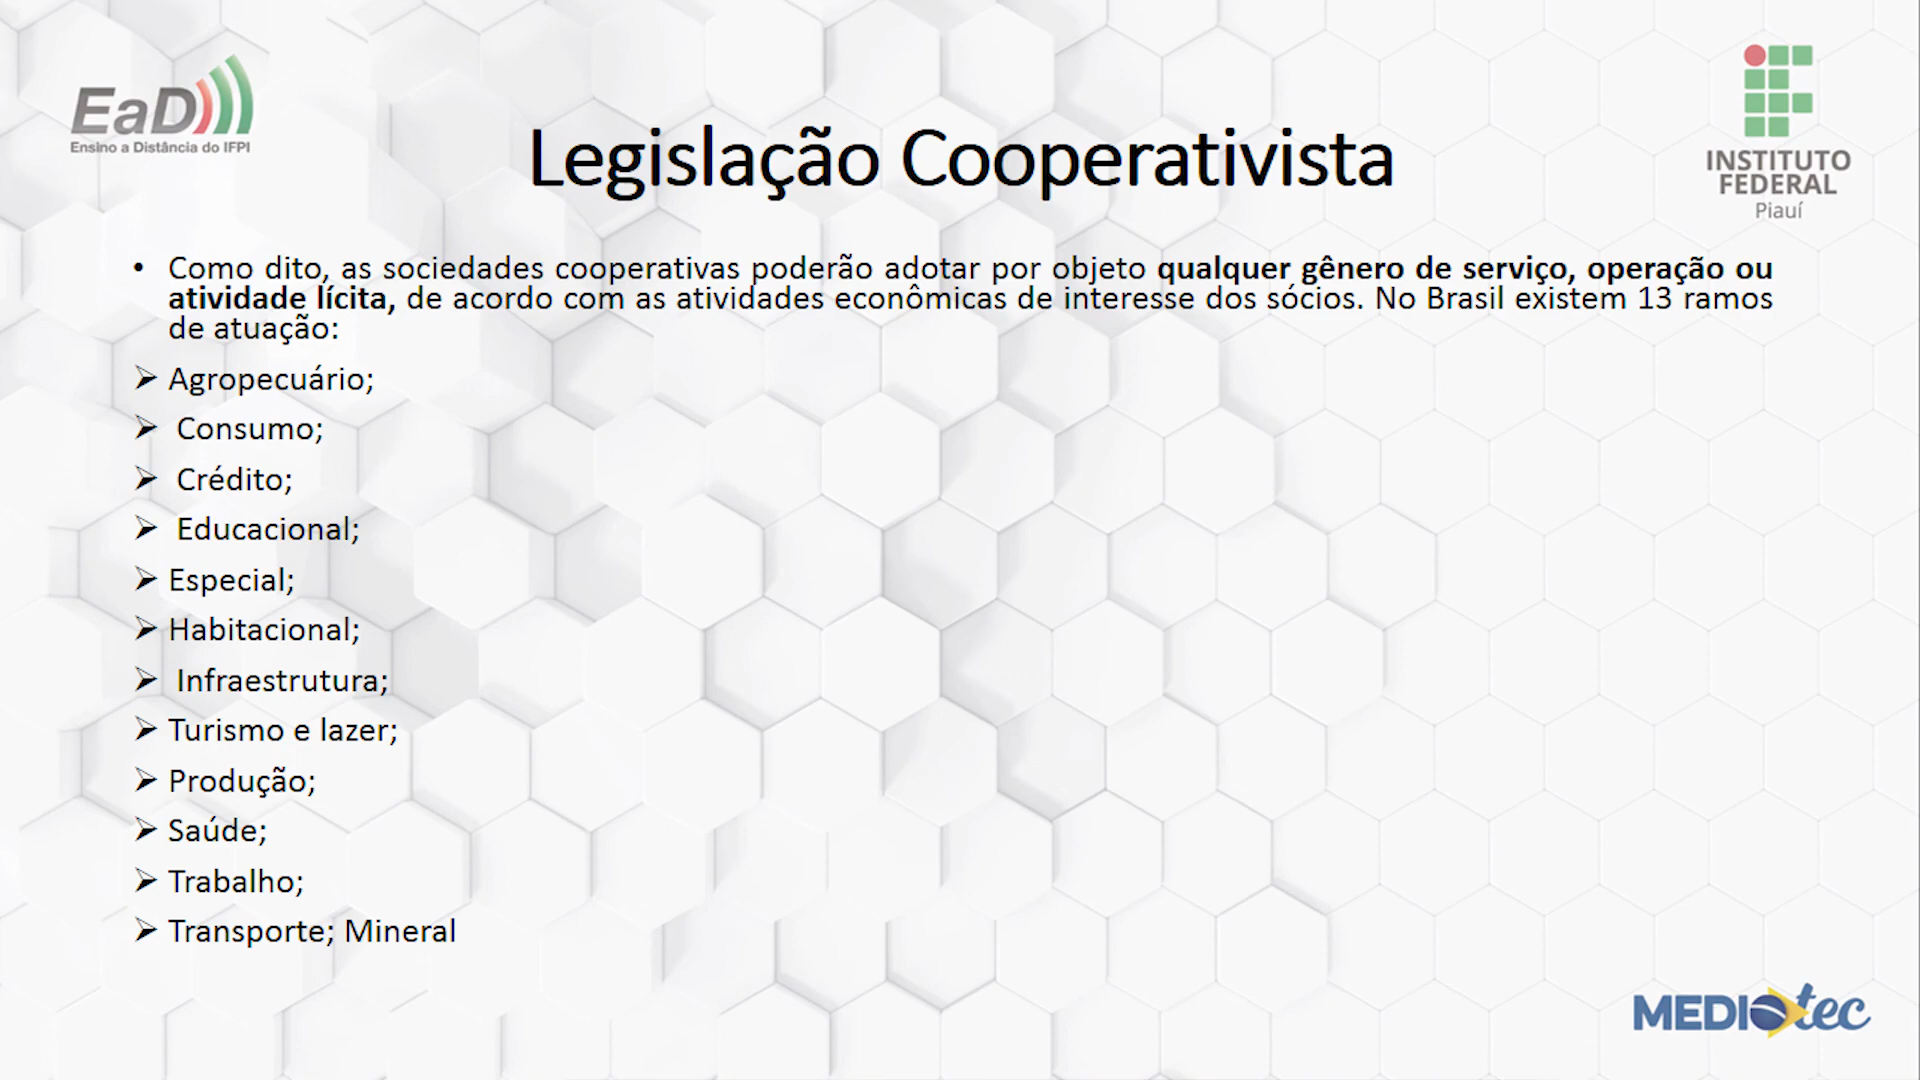 EaD
Ensino a Distância do IFPI
INSTITUTO
FEDERAL
Piauí
Legislação Cooperativista
• Como dito, as sociedades cooperativas poderão adotar por objeto qualquer gênero de serviço, operação ou
atividade lícita, de acordo com as atividades econômicas de interesse dos sócios. No Brasil existem 13 ramos
de atuação:
➢ Agropecuário;
➢ Consumo;
➢ Crédito;
➢ Educacional;
➢ Especial;
➢ Habitacional;
➢ Infraestrutura;
➢ Turismo e lazer;
➢ Produção;
➢ Saúde;
➢ Trabalho;
➢ Transporte; Mineral
MEDIOtec